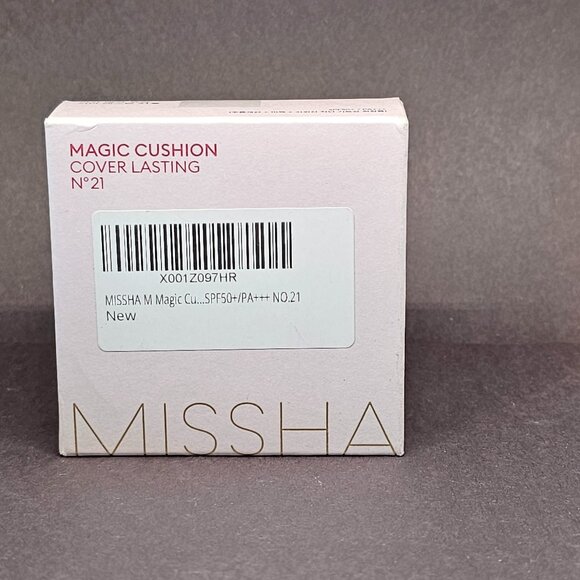 MAGIC CUSHION
COVER LASTING
N°21
X001Z097HR
MISSHA M Magic Cu...SPF50+/PA+++ NO.21
New
MISSHA